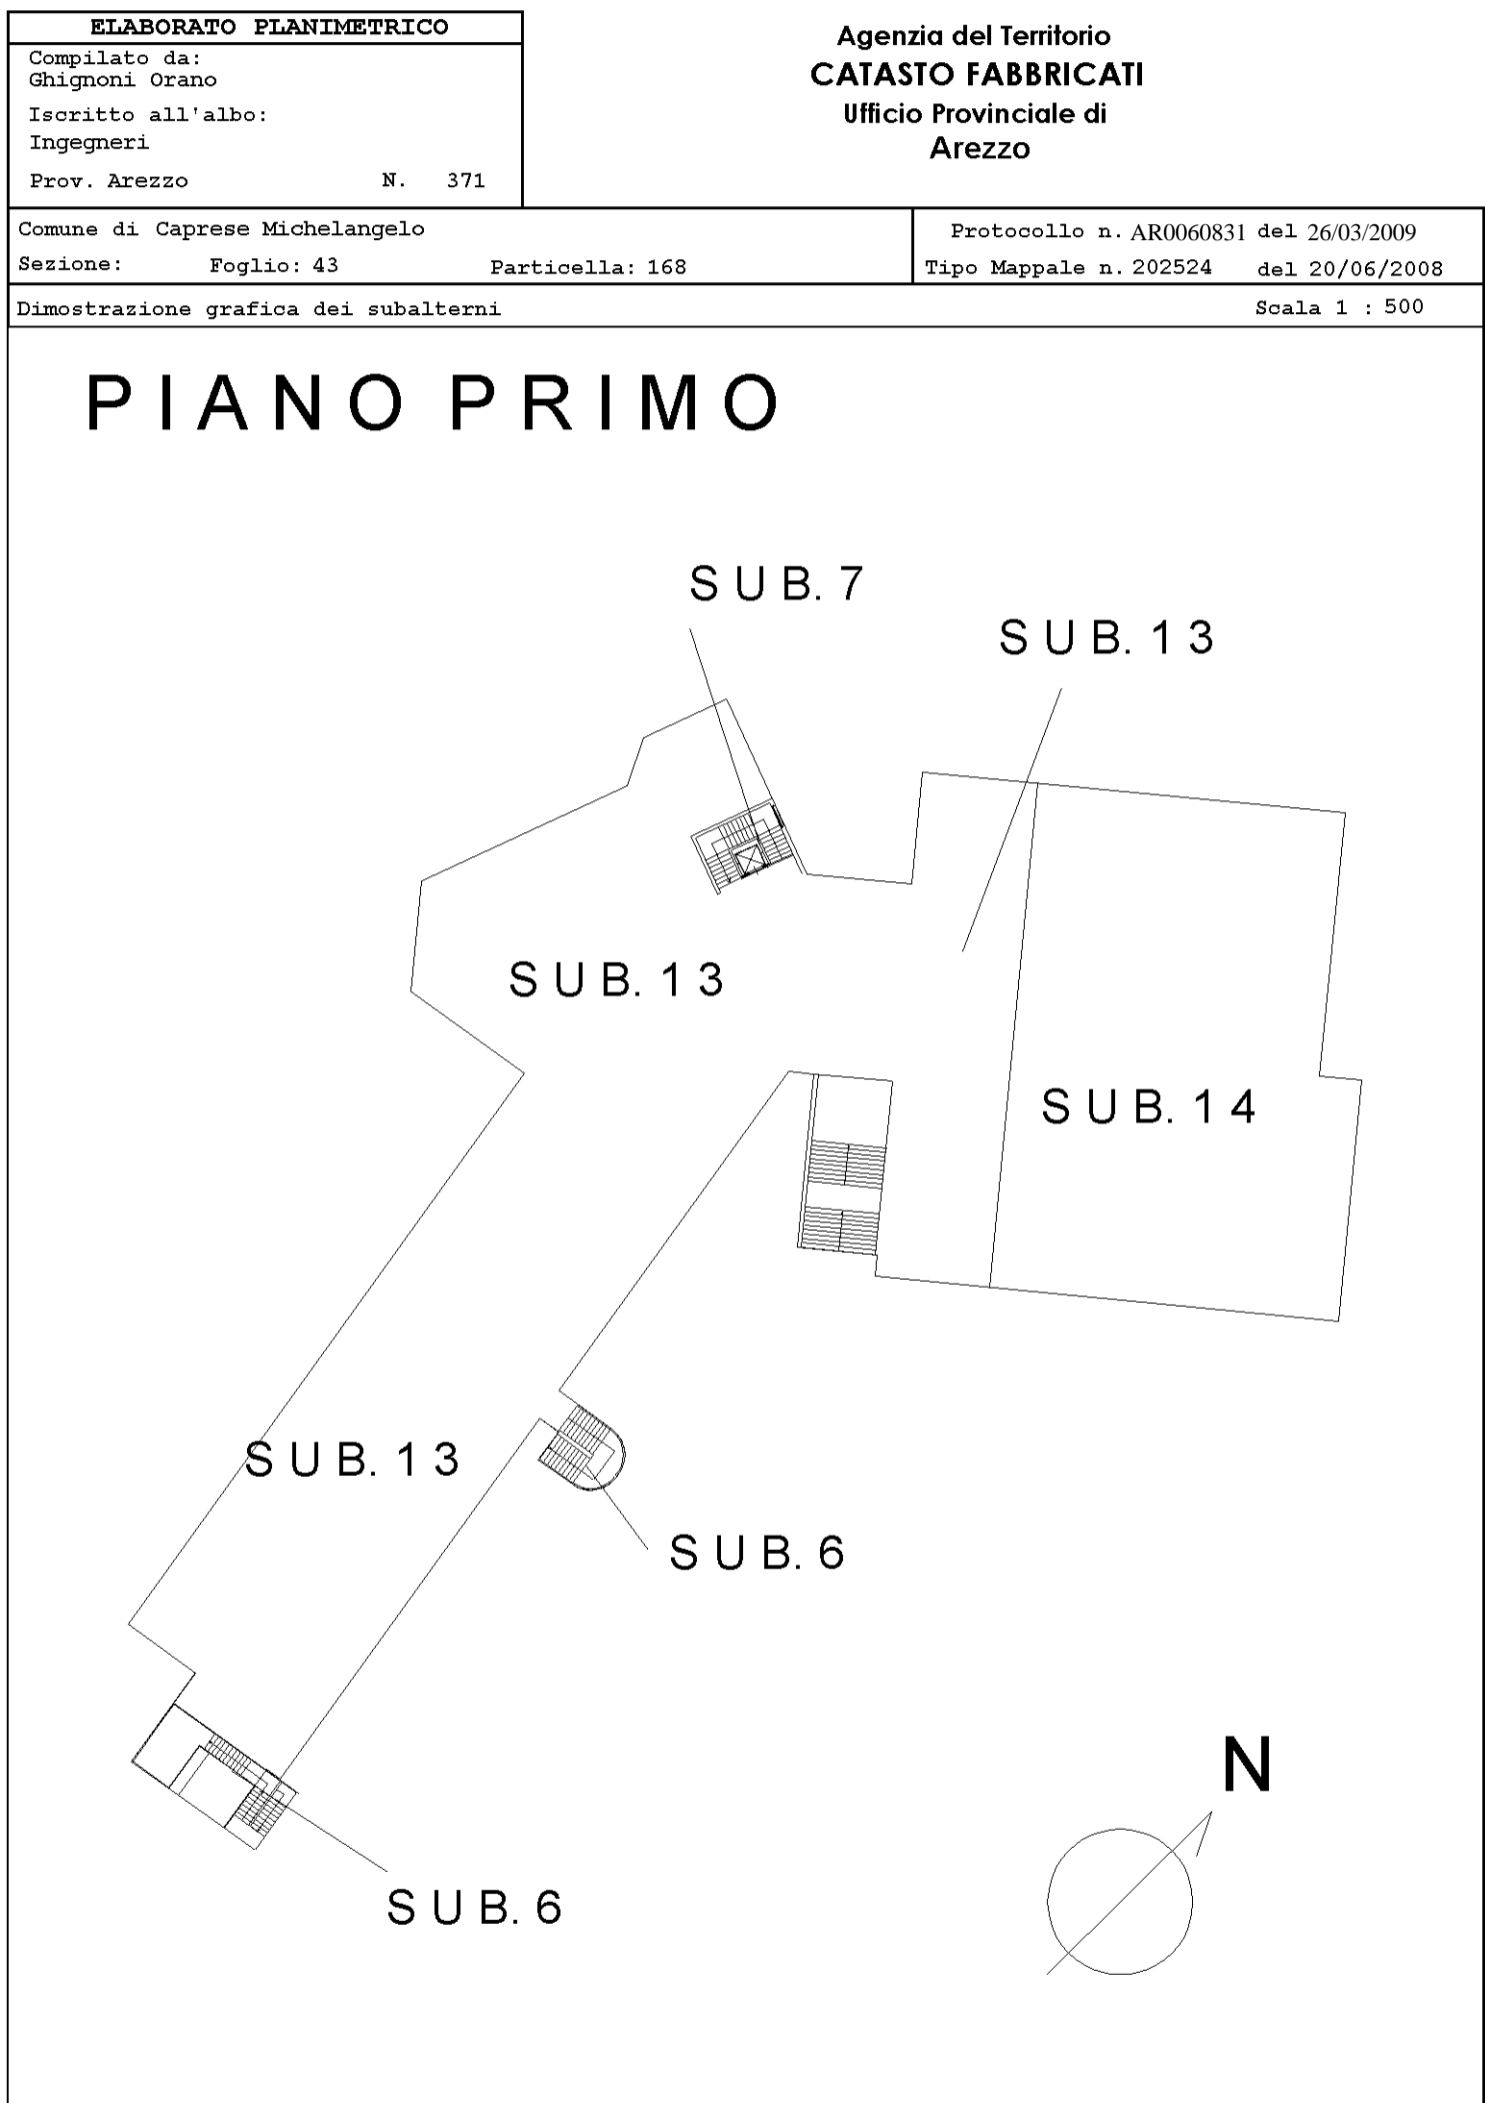 ELABORATO PLANIMETRICO
Compilato da:
Ghignoni Orano
Iscritto all'albo:
Ingegneri
Prov. Arezzo N. 371
Agenzia del Territorio
CATASTO FABBRICATI
Ufficio Provinciale di
Arezzo
Comune di Caprese Michelangelo
Sezione: Foglio: 43 Particella: 168
Protocollo n. AR0060831 del 26/03/2009
Tipo Mappale n. 202524 del 20/06/2008
Dimostrazione grafica dei subalterni Scala 1 : 500
PIANO PRIMO
SUB. 7
SUB. 13
SUB. 13
SUB. 14
SUB. 13
SUB. 6
N
SUB. 6